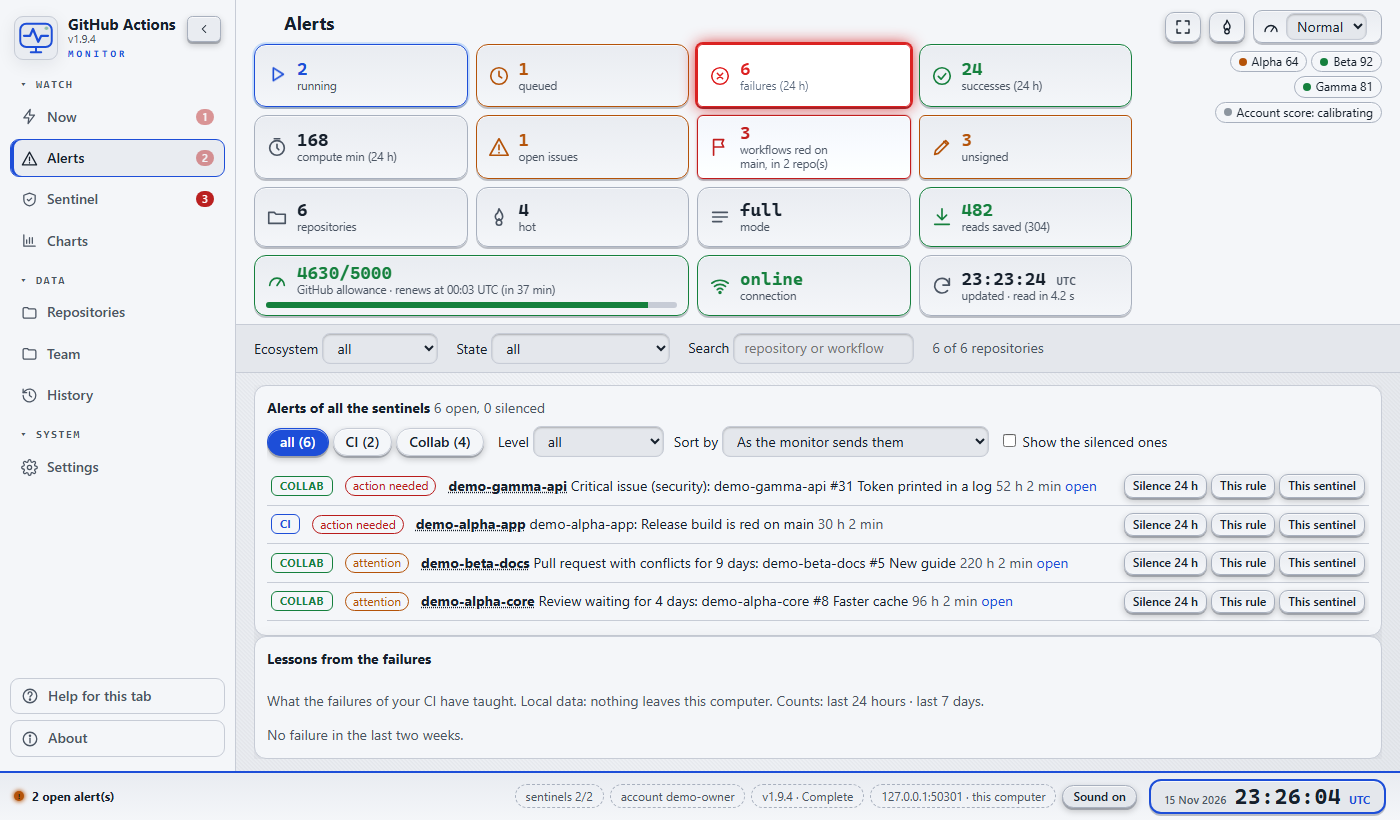 GitHub Actions
v1.9.4
MONITOR
WATCH
Now 1
Alerts 2
Sentinel 3
Charts
DATA
Repositories
Team
History
SYSTEM
Settings
Help for this tab
About
Alerts
Normal
Alpha 64
Beta 92
Gamma 81
Account score: calibrating
2
running
1
queued
6
failures (24 h)
24
successes (24 h)
168
compute min (24 h)
1
open issues
3
workflows red on
main, in 2 repo(s)
3
unsigned
6
repositories
4
hot
full
mode
482
reads saved (304)
4630/5000
GitHub allowance · renews at 00:03 UTC (in 37 min)
online
connection
23:23:24 UTC
updated · read in 4.2 s
Ecosystem all State all Search repository or workflow 6 of 6 repositories
Alerts of all the sentinels 6 open, 0 silenced
all (6) CI (2) Collab (4) Level all Sort by As the monitor sends them Show the silenced ones
COLLAB action needed demo-gamma-api Critical issue (security): demo-gamma-api #31 Token printed in a log 52 h 2 min open Silence 24 h This rule This sentinel
CI action needed demo-alpha-app demo-alpha-app: Release build is red on main 30 h 2 min Silence 24 h This rule This sentinel
COLLAB attention demo-beta-docs Pull request with conflicts for 9 days: demo-beta-docs #5 New guide 220 h 2 min open Silence 24 h This rule This sentinel
COLLAB attention demo-alpha-core Review waiting for 4 days: demo-alpha-core #8 Faster cache 96 h 2 min open Silence 24 h This rule This sentinel
Lessons from the failures
What the failures of your CI have taught. Local data: nothing leaves this computer. Counts: last 24 hours · last 7 days.
No failure in the last two weeks.
2 open alert(s)
sentinels 2/2
account demo-owner
v1.9.4 · Complete
127.0.0.1:50301 · this computer
Sound on
15 Nov 2026 23:26:04 UTC